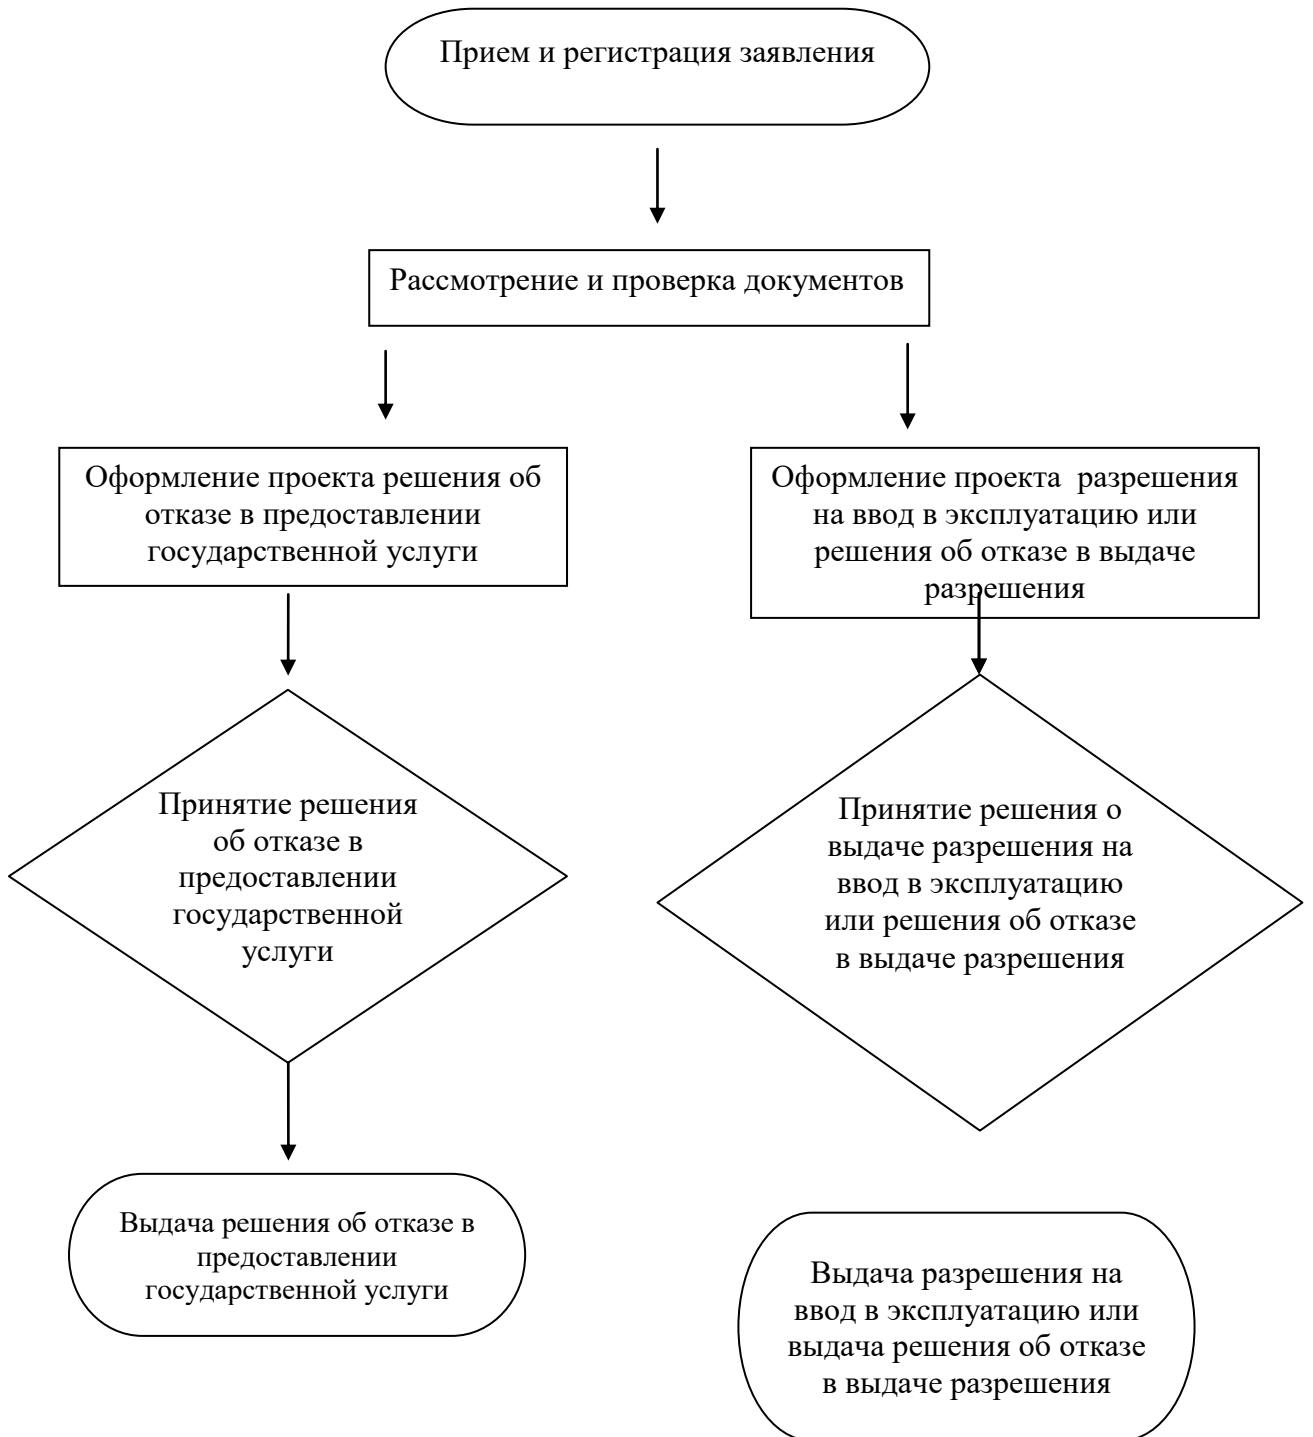 Прием и регистрация заявления
Рассмотрение и проверка документов
Оформление проекта решения об
отказе в предоставлении
государственной услуги
Оформление проекта  разрешения
на ввод в эксплуатацию или
решения об отказе в выдаче
разрешения
Принятие решения
об отказе в
предоставлении
государственной
услуги
Принятие решения о
выдаче разрешения на
ввод в эксплуатацию
или решения об отказе
в выдаче разрешения
Выдача решения об отказе в
предоставлении
государственной услуги
Выдача разрешения на
ввод в эксплуатацию или
выдача решения об отказе
в выдаче разрешения